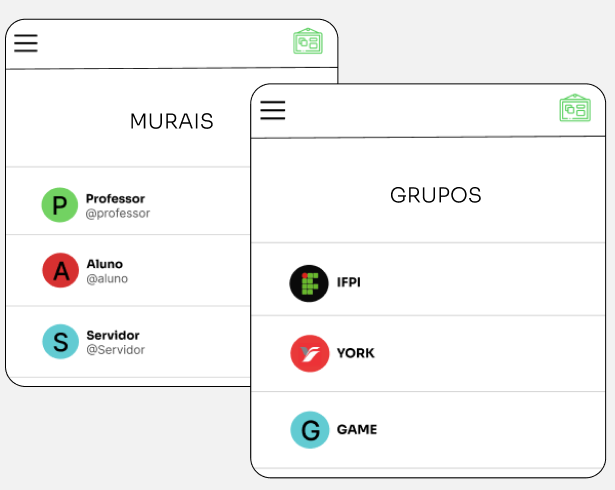 MURAIS
P
Professor
@professor
A
Aluno
@aluno
S
Servidor
@Servidor
GRUPOS
IFPI
YORK
G
GAME